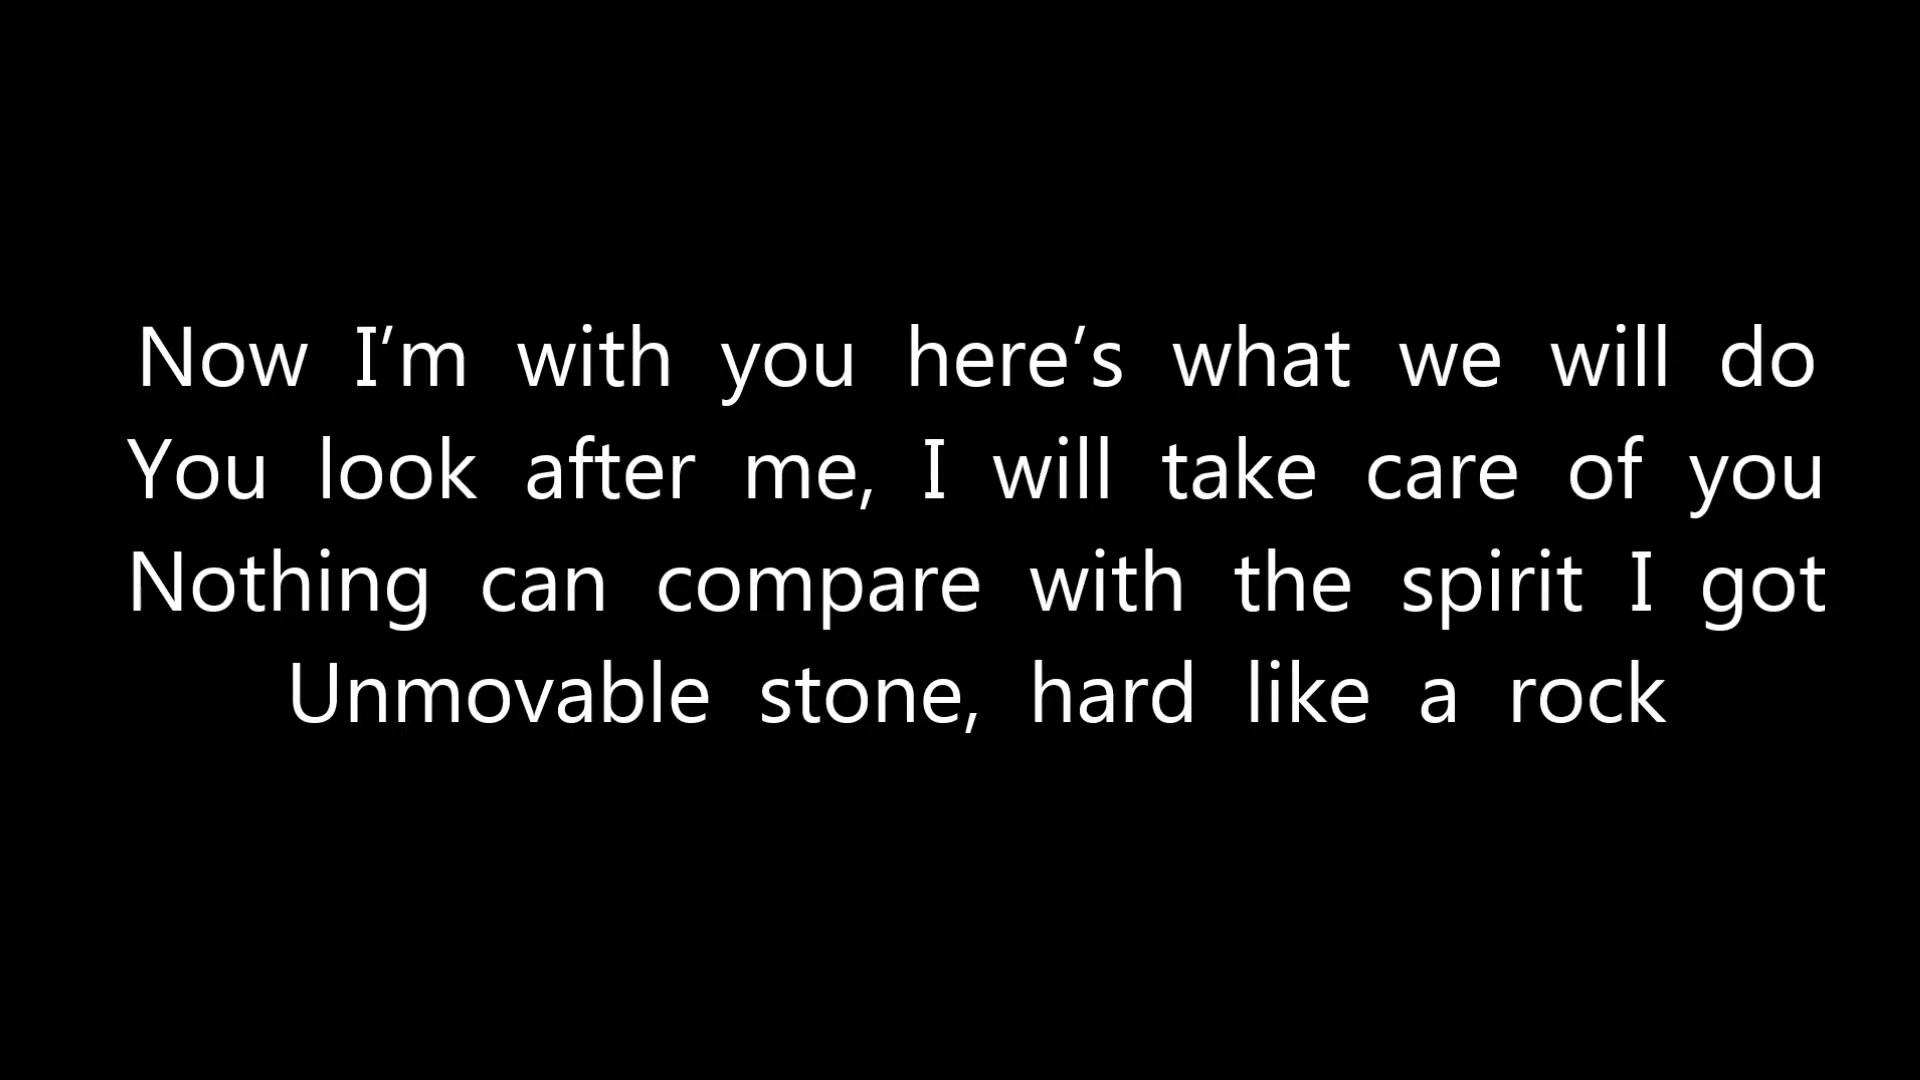 Now I’m with you here’s what we will do
You look after me, I will take care of you
Nothing can compare with the spirit I got
Unmovable stone, hard like a rock